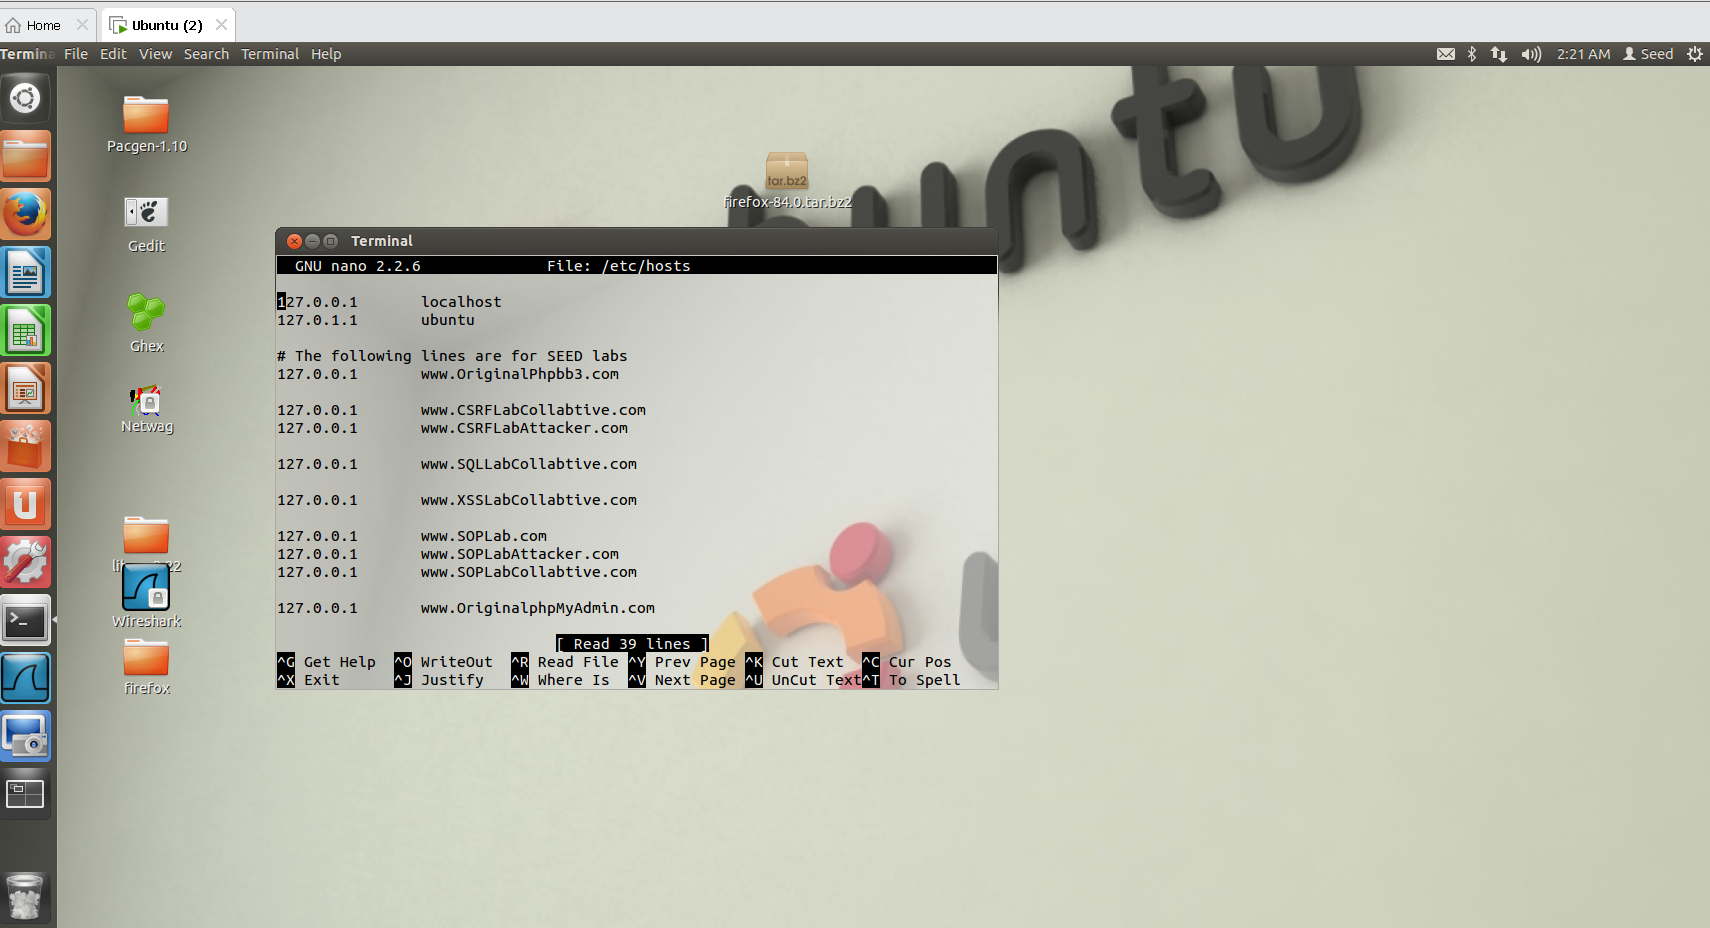 Home
Ubuntu (2)
File Edit View Search Terminal Help
2:21 AM Seed
Pacgen-1.10
Gedit
Ghex
Netwag
Wireshark
firefox
tar.bz2
firefox-84.0.tar.bz2
Terminal
GNU nano 2.2.6 File: /etc/hosts
127.0.0.1 localhost
127.0.1.1 ubuntu
# The following lines are for SEED labs
127.0.0.1 www.OriginalPhpbb3.com
127.0.0.1 www.CSRFLabCollabtive.com
127.0.0.1 www.CSRFLabAttacker.com
127.0.0.1 www.SQLLabCollabtive.com
127.0.0.1 www.XSSLabCollabtive.com
127.0.0.1 www.SOPLab.com
127.0.0.1 www.SOPLabAttacker.com
127.0.0.1 www.SOPLabCollabtive.com
127.0.0.1 www.OriginalphpMyAdmin.com
[ Read 39 lines ]
^G Get Help ^O WriteOut ^R Read File ^Y Prev Page ^K Cut Text ^C Cur Pos
^X Exit ^J Justify ^W Where Is ^V Next Page ^U UnCut Text ^T To Spell